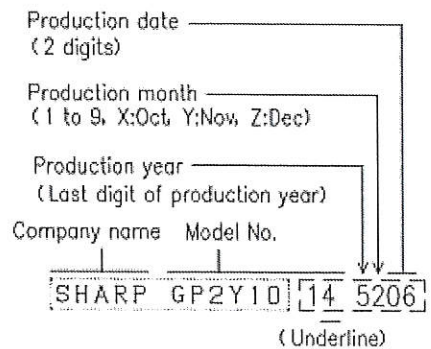 Production date
(2 digits)
Production month
(1 to 9, X:Oct, Y:Nov, Z:Dec)
Production year
(Last digit of production year)
Company name Model No.
SHARP GP2Y10 14 5206
(Underline)